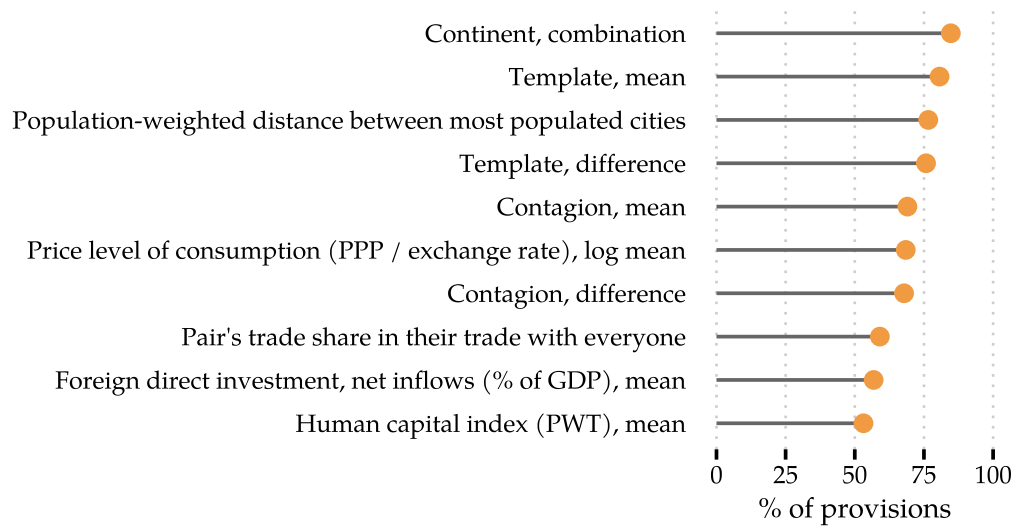 Continent, combination
Template, mean
Population-weighted distance between most populated cities
Template, difference
Contagion, mean
Price level of consumption (PPP / exchange rate), log mean
Contagion, difference
Pair's trade share in their trade with everyone
Foreign direct investment, net inflows (% of GDP), mean
Human capital index (PWT), mean
0 25 50 75 100
% of provisions